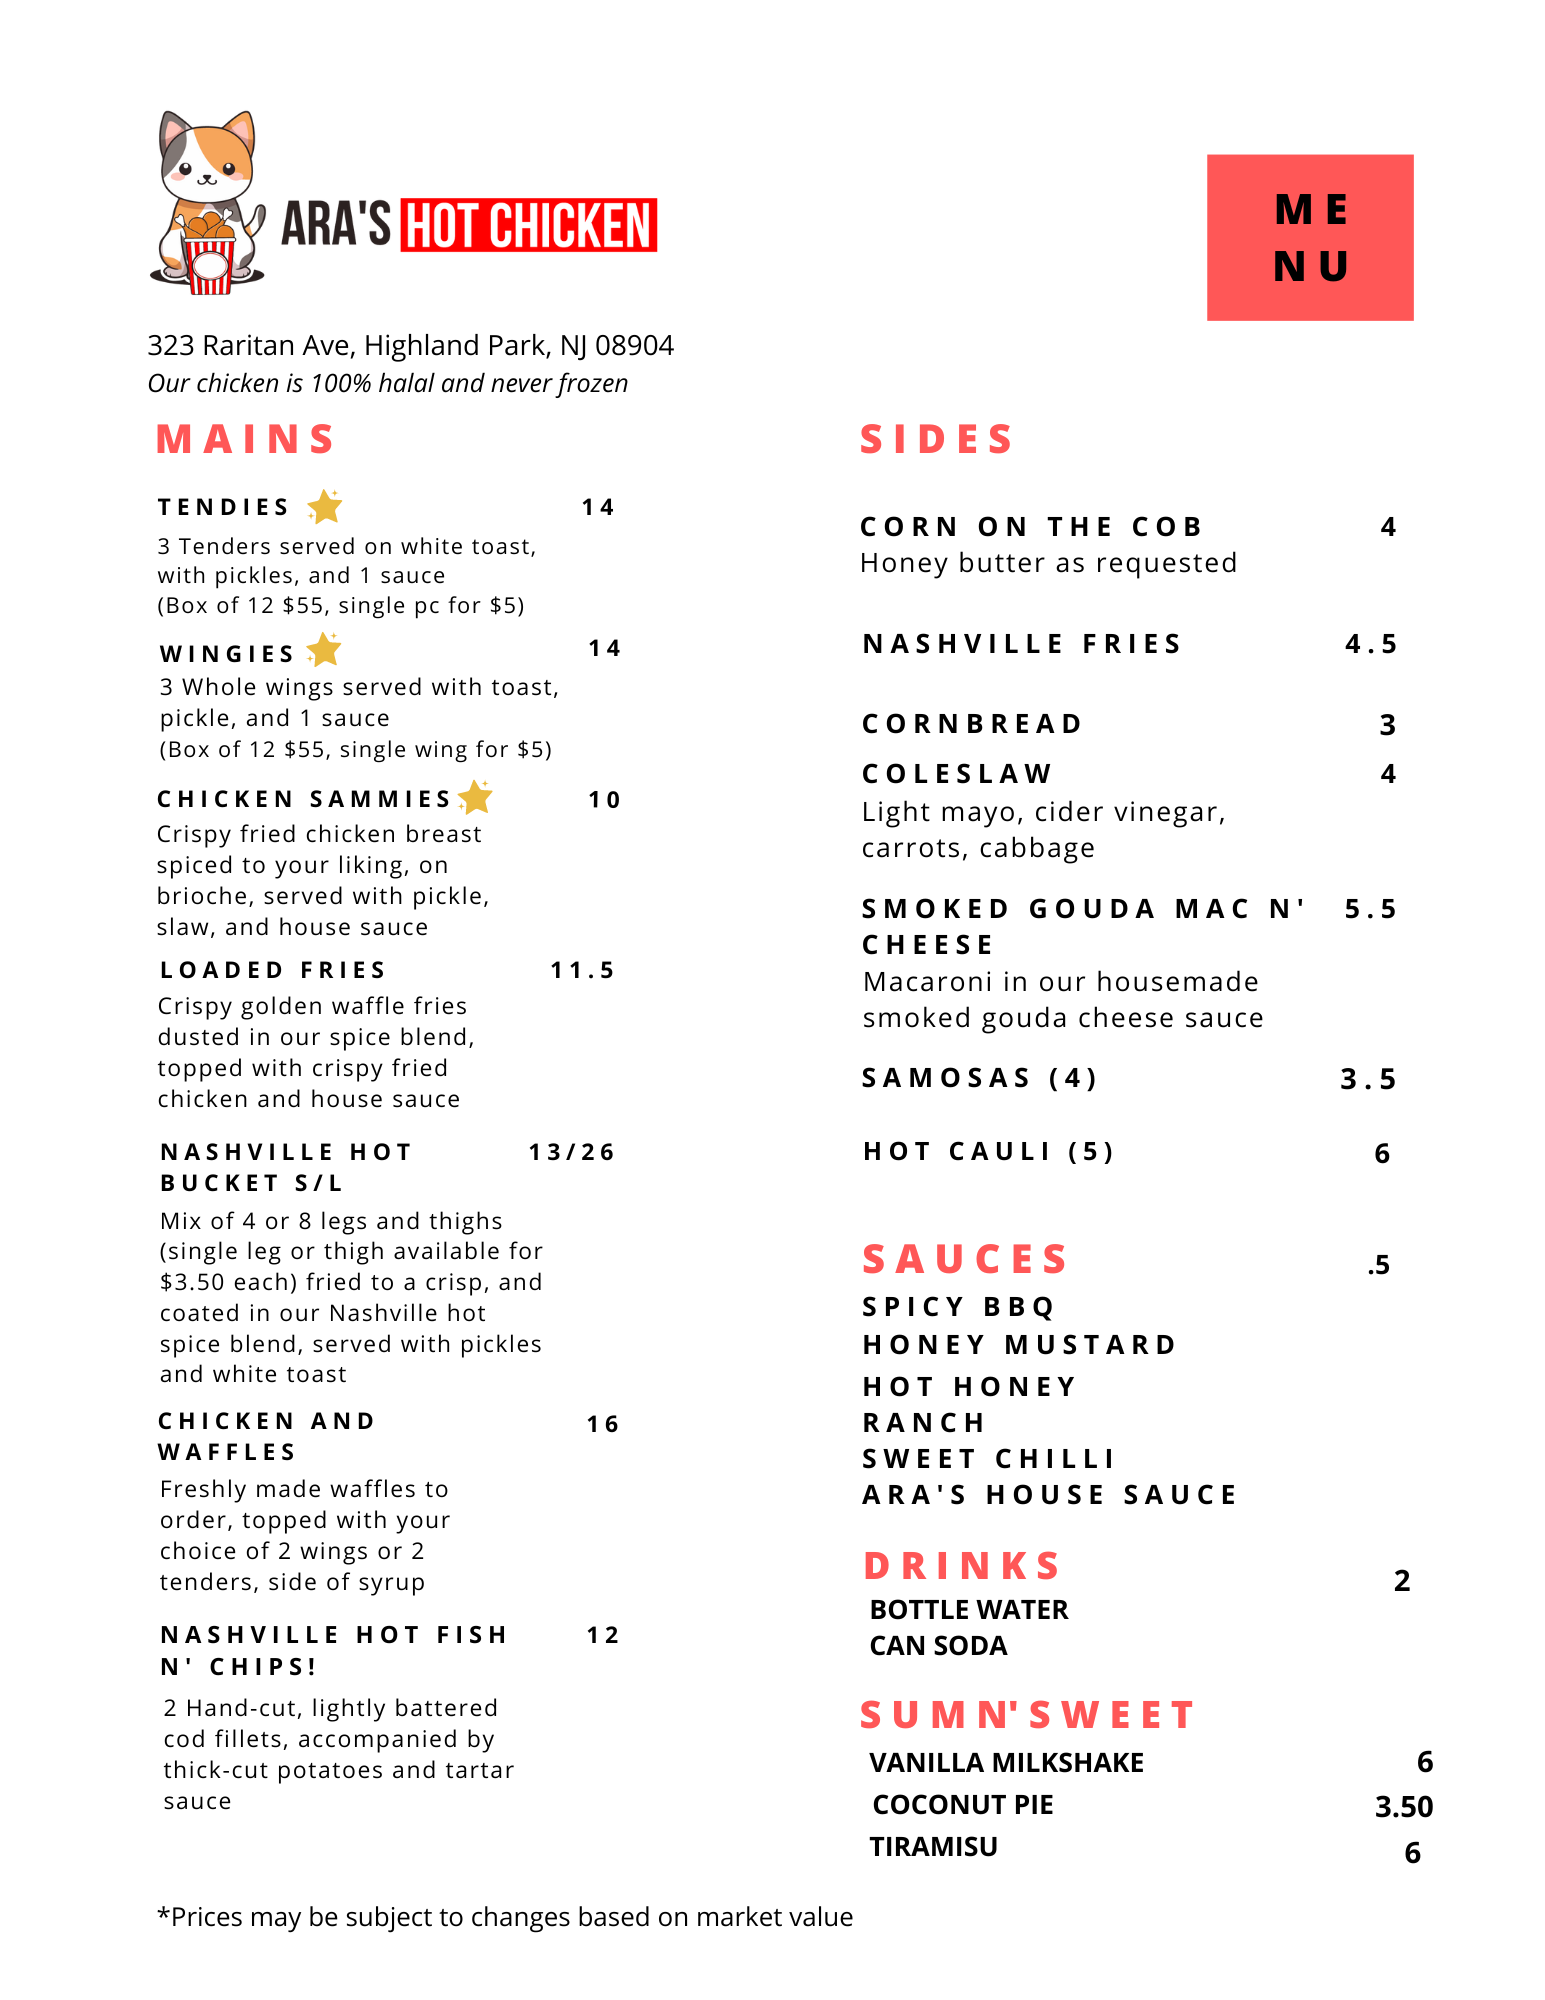 ARA'S HOT CHICKEN
ME
NU
323 Raritan Ave, Highland Park, NJ 08904
Our chicken is 100% halal and never frozen
MAINS
TENDIES 14
3 Tenders served on white toast,
with pickles, and 1 sauce
(Box of 12 $55, single pc for $5)
WINGIES 14
3 Whole wings served with toast,
pickle, and 1 sauce
(Box of 12 $55, single wing for $5)
CHICKEN SAMMIES 10
Crispy fried chicken breast
spiced to your liking, on
brioche, served with pickle,
slaw, and house sauce
LOADED FRIES 11.5
Crispy golden waffle fries
dusted in our spice blend,
topped with crispy fried
chicken and house sauce
NASHVILLE HOT 13/26
BUCKET S/L
Mix of 4 or 8 legs and thighs
(single leg or thigh available for
$3.50 each) fried to a crisp, and
coated in our Nashville hot
spice blend, served with pickles
and white toast
CHICKEN AND 16
WAFFLES
Freshly made waffles to
order, topped with your
choice of 2 wings or 2
tenders, side of syrup
NASHVILLE HOT FISH 12
N' CHIPS!
2 Hand-cut, lightly battered
cod fillets, accompanied by
thick-cut potatoes and tartar
sauce
SIDES
CORN ON THE COB 4
Honey butter as requested
NASHVILLE FRIES 4.5
CORNBREAD 3
COLESLAW 4
Light mayo, cider vinegar,
carrots, cabbage
SMOKED GOUDA MAC N' 5.5
CHEESE
Macaroni in our housemade
smoked gouda cheese sauce
SAMOSAS (4) 3.5
HOT CAULI (5) 6
SAUCES .5
SPICY BBQ
HONEY MUSTARD
HOT HONEY
RANCH
SWEET CHILLI
ARA'S HOUSE SAUCE
DRINKS 2
BOTTLE WATER
CAN SODA
SUMN' SWEET
VANILLA MILKSHAKE 6
COCONUT PIE 3.50
TIRAMISU 6
*Prices may be subject to changes based on market value